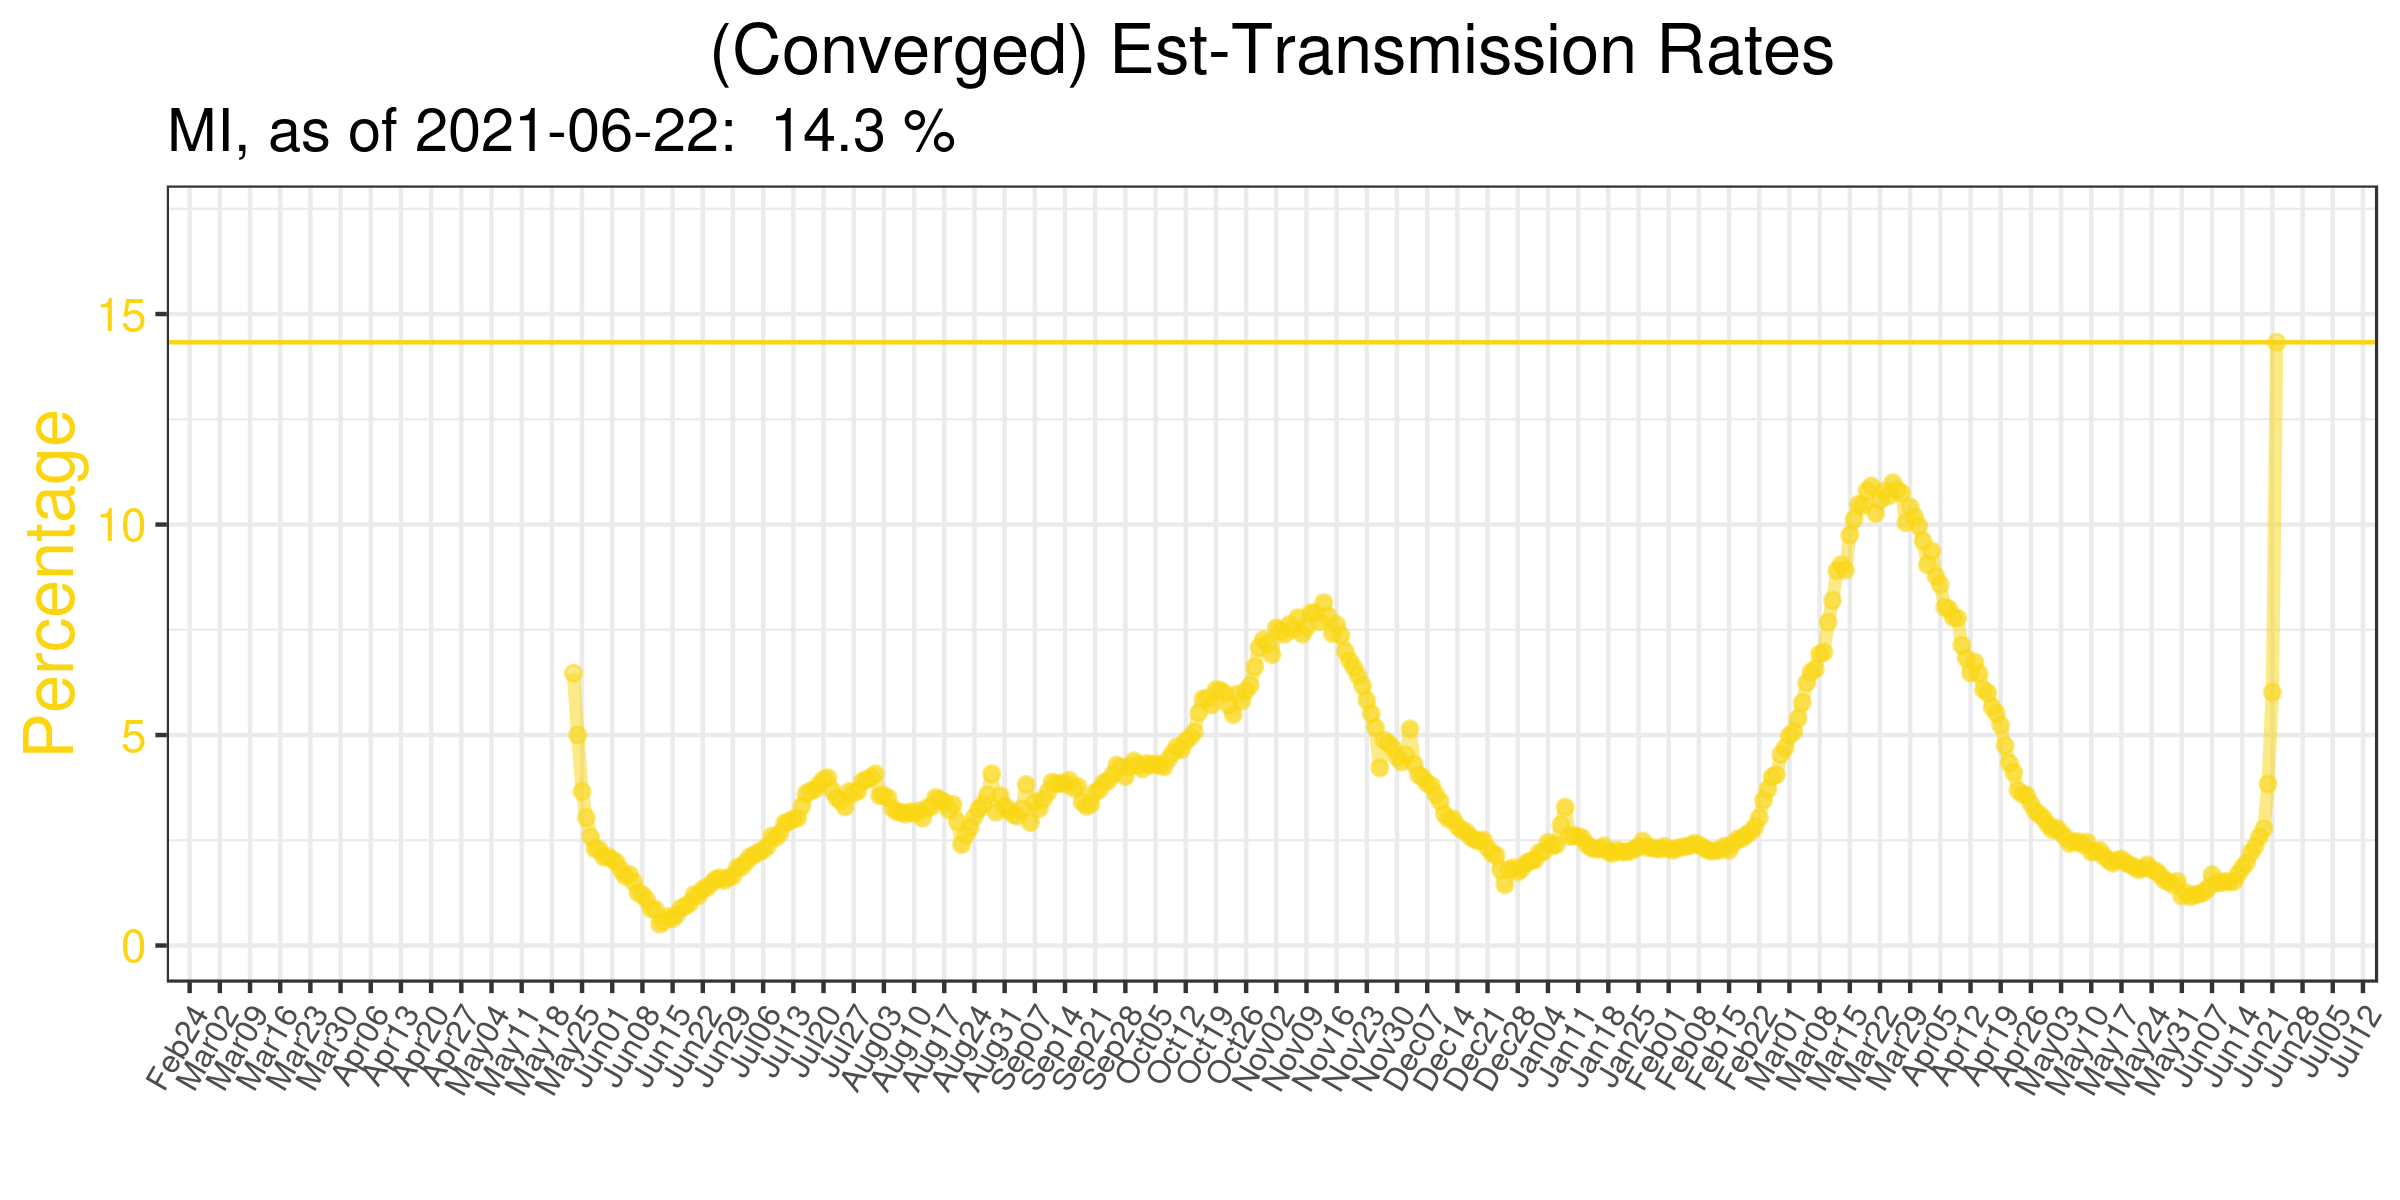 (Converged) Est-Transmission Rates
MI, as of 2021-06-22: 14.3 %
Percentage
15
10
5
0
Feb24
Mar02
Mar09
Mar16
Mar23
Mar30
Apr06
Apr13
Apr20
Apr27
May04
May11
May18
May25
Jun01
Jun08
Jun15
Jun22
Jun29
Jul06
Jul13
Jul20
Jul27
Aug03
Aug10
Aug17
Aug24
Aug31
Sep07
Sep14
Sep21
Sep28
Oct05
Oct12
Oct19
Oct26
Nov02
Nov09
Nov16
Nov23
Nov30
Dec07
Dec14
Dec21
Dec28
Dec04
Jan11
Jan18
Jan25
Feb01
Feb08
Feb15
Feb22
Mar01
Mar08
Mar15
Mar22
Mar29
Apr05
Apr12
Apr19
Apr26
May03
May10
May17
May24
May31
May07
Jun14
Jun21
Jun28
Jul05
Jul12